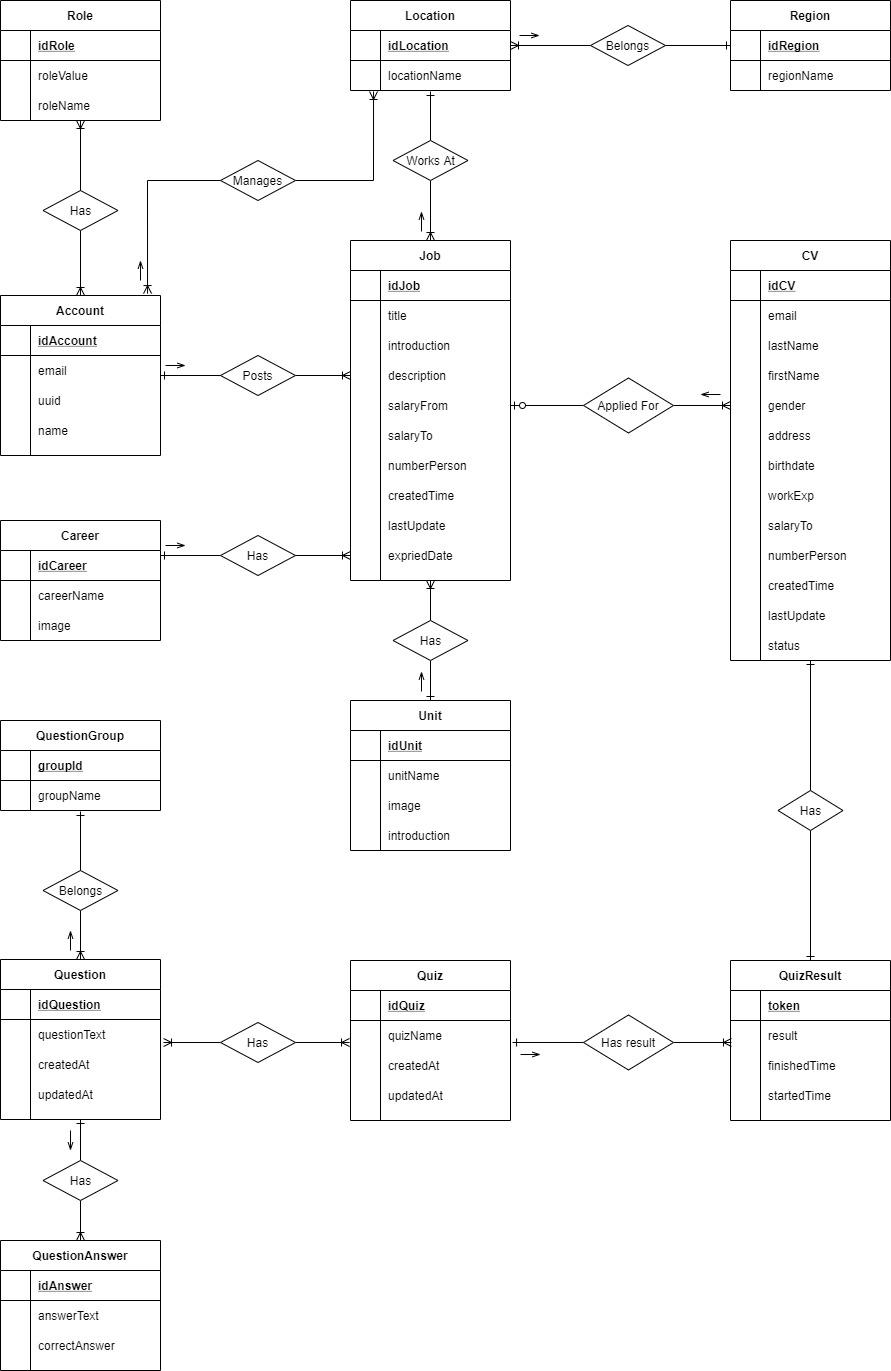 Role
idRole
roleValue
roleName
Location
idLocation
locationName
Belongs
Region
idRegion
regionName
Has
Manages
Works At
Account
idAccount
email
uuid
name
Posts
Job
idJob
title
introduction
description
salaryFrom
salaryTo
numberPerson
createdTime
lastUpdate
expriedDate
Applied For
CV
idCV
email
lastName
firstName
gender
address
birthdate
workExp
salaryTo
numberPerson
createdTime
lastUpdate
status
Career
idCareer
careerName
image
Has
Has
Unit
idUnit
unitName
image
introduction
Has
QuestionGroup
groupId
groupName
Belongs
Question
idQuestion
questionText
createdAt
updatedAt
Has
Quiz
idQuiz
quizName
createdAt
updatedAt
Has result
QuizResult
token
result
finishedTime
startedTime
Has
QuestionAnswer
idAnswer
answerText
correctAnswer